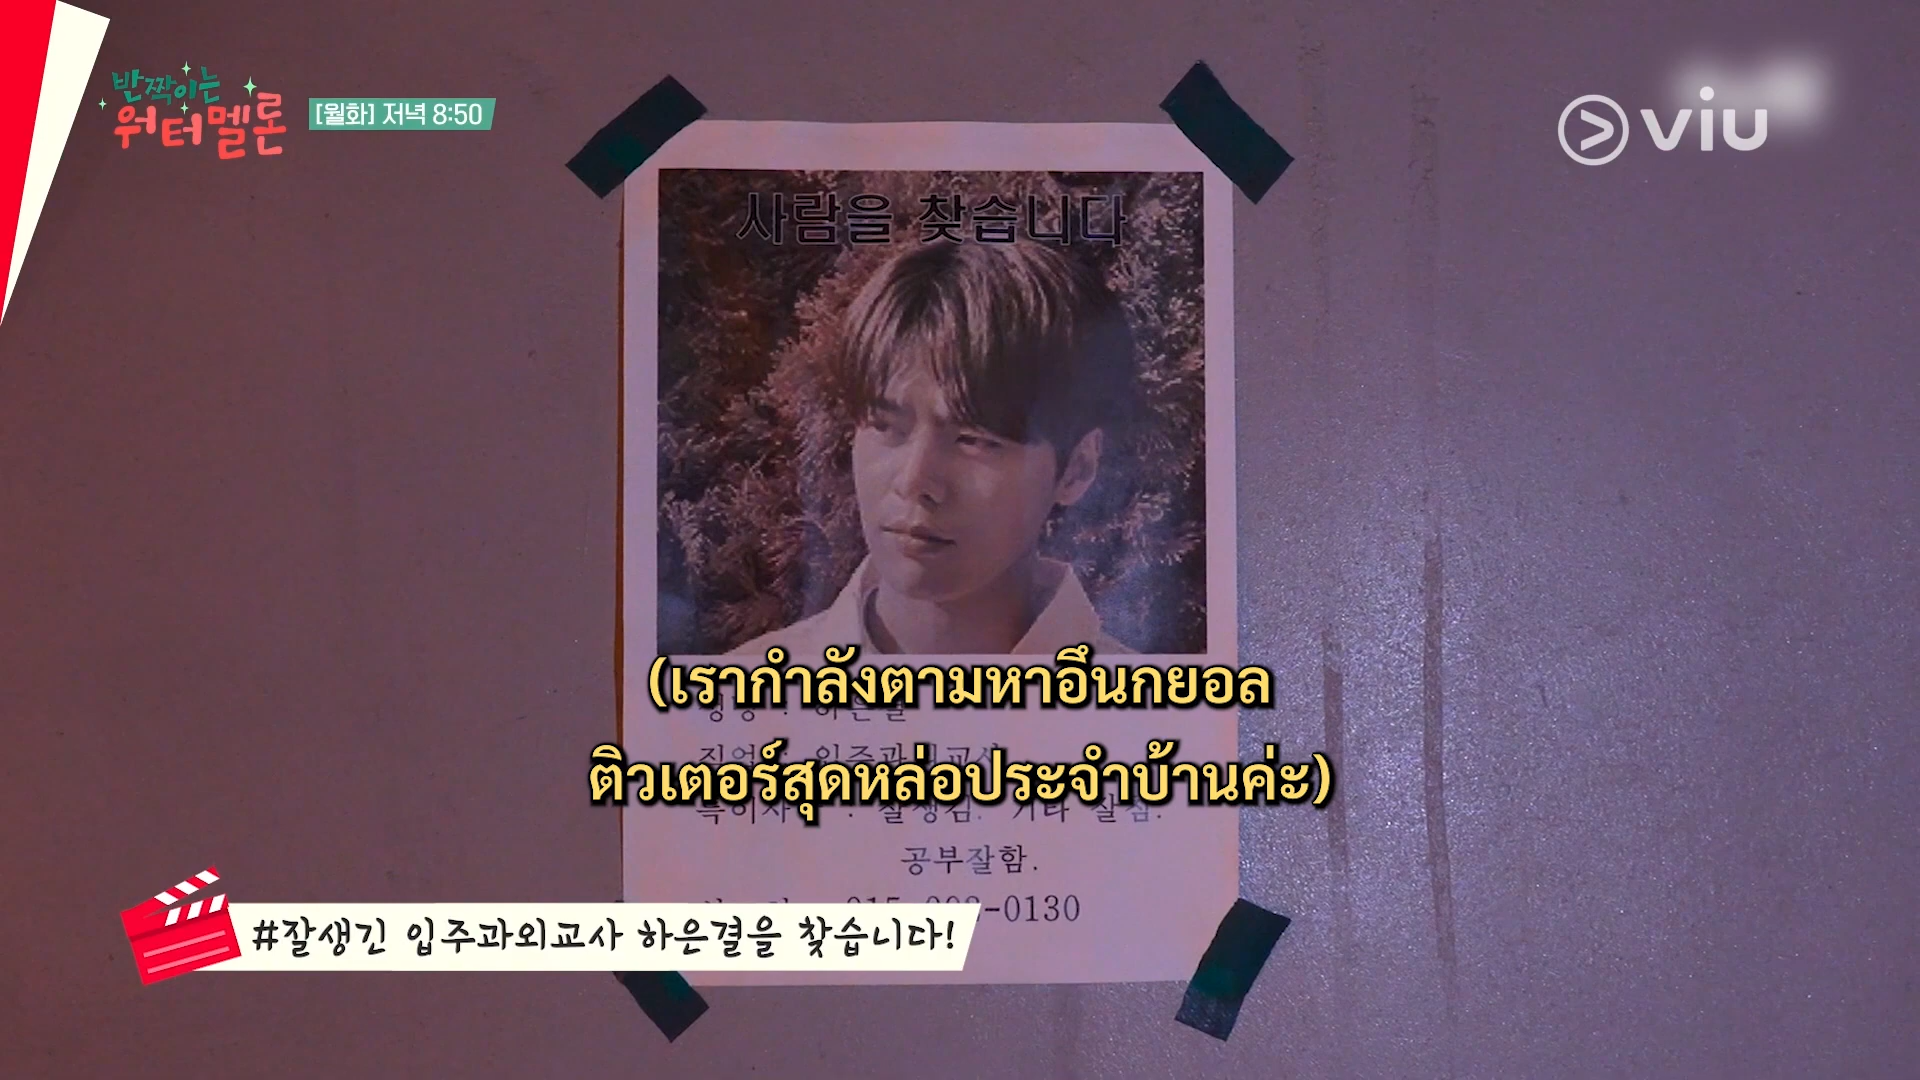 반짝이는
워터멜론
[월화] 저녁 8:50
viu
사람을 찾습니다
(เรากำลังตามหาอึนกยอล
ติวเตอร์สุดหล่อประจำบ้านค่ะ)
공부잘함.
-0130
#잘생긴 입주과외교사 하은결을 찾습니다!